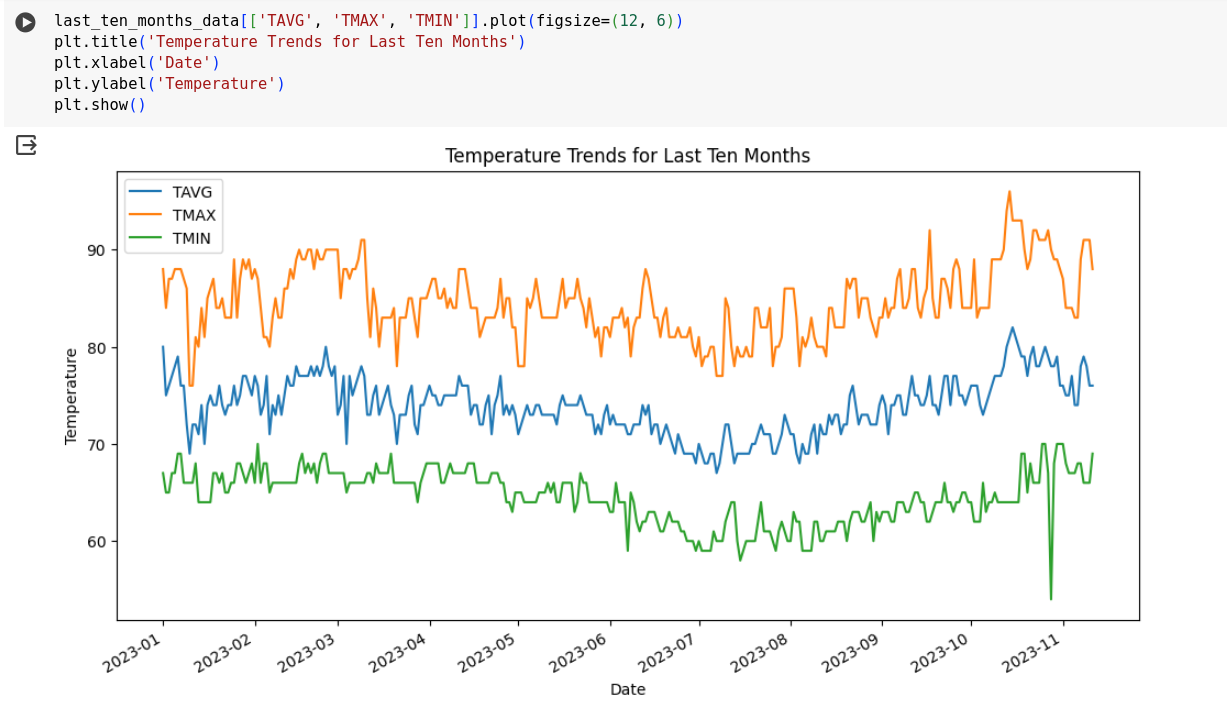 last_ten_months_data[['TAVG', 'TMAX', 'TMIN']].plot(figsize=(12, 6))
plt.title('Temperature Trends for Last Ten Months')
plt.xlabel('Date')
plt.ylabel('Temperature')
plt.show()
Temperature Trends for Last Ten Months
TAVG
TMAX
TMIN
90
80
70
60
Temperature
2023-01
2023-02
2023-03
2023-04
2023-05
2023-06
2023-07
2023-08
2023-09
2023-10
2023-11
Date